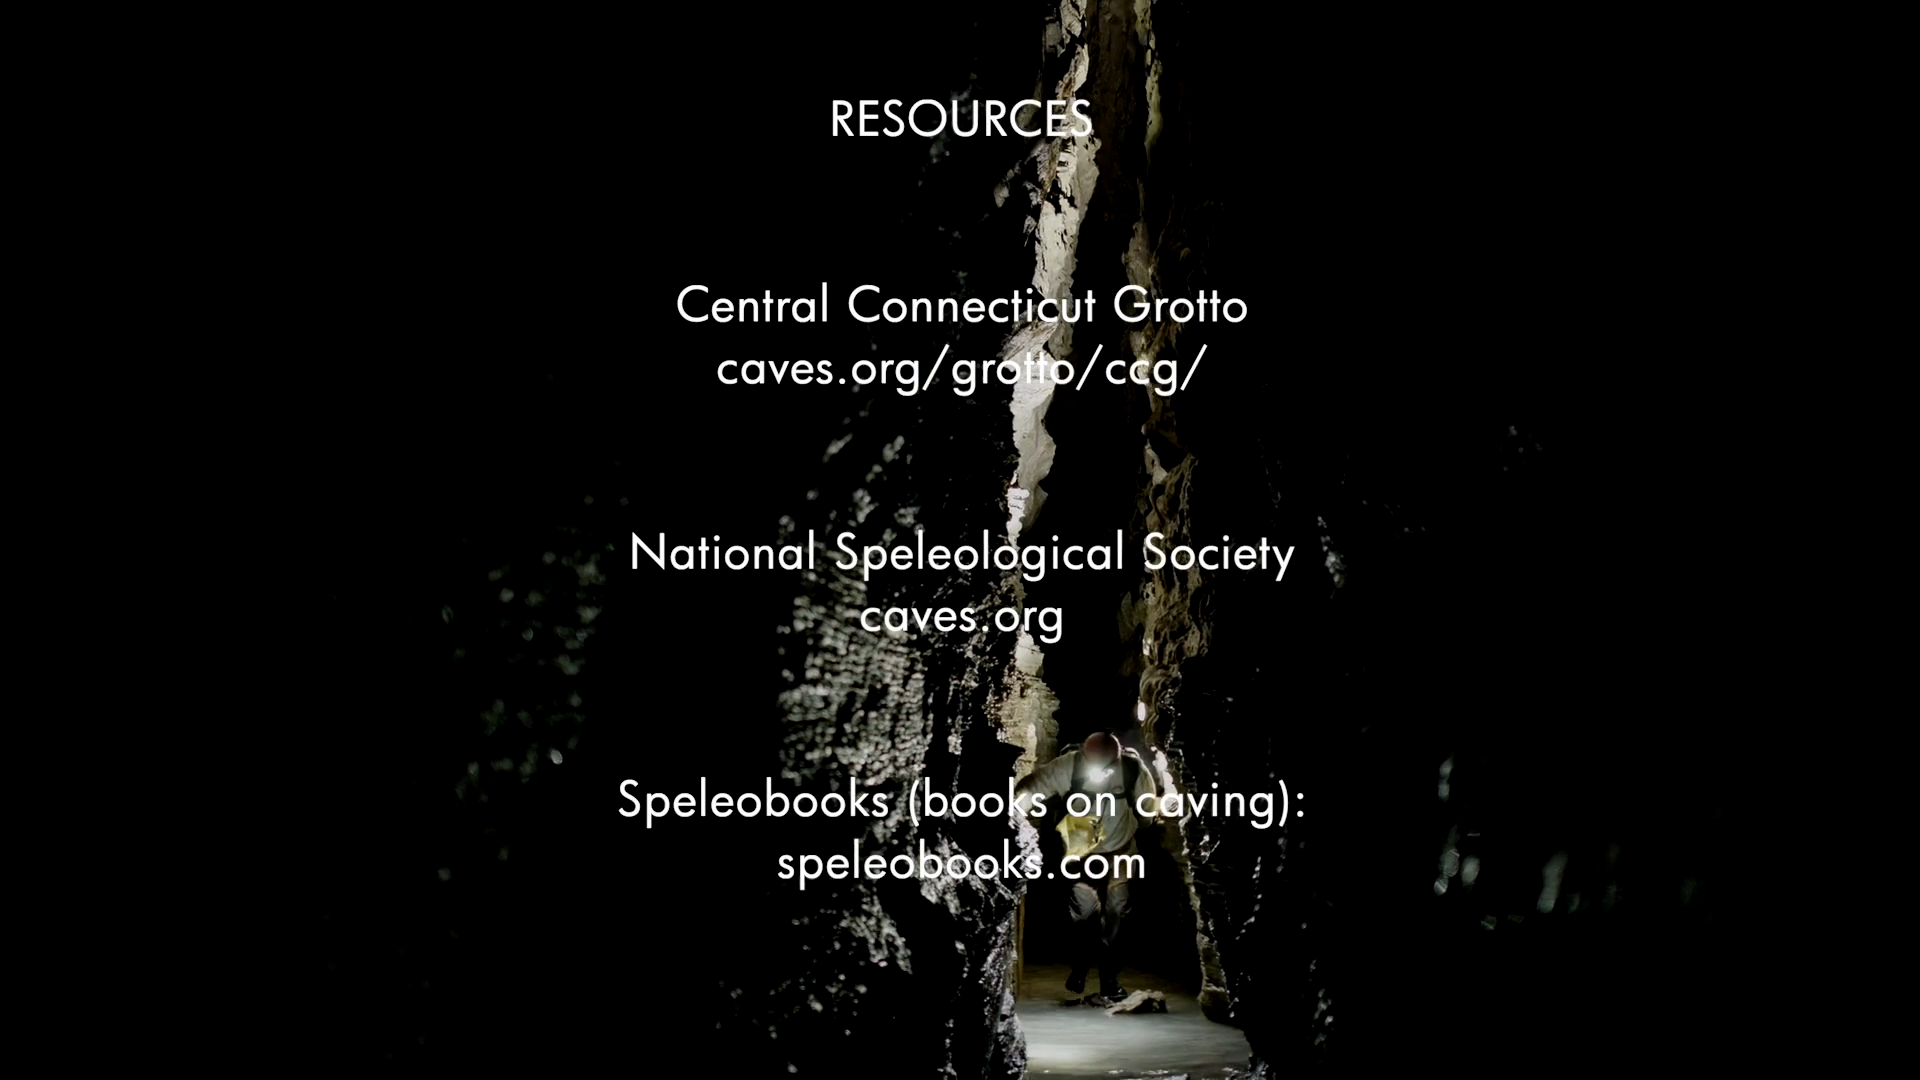 RESOURCES
Central Connecticut Grotto
caves.org/grotto/ccg/
National Speleological Society
caves.org
Speleobooks (books on caving):
speleobooks.com